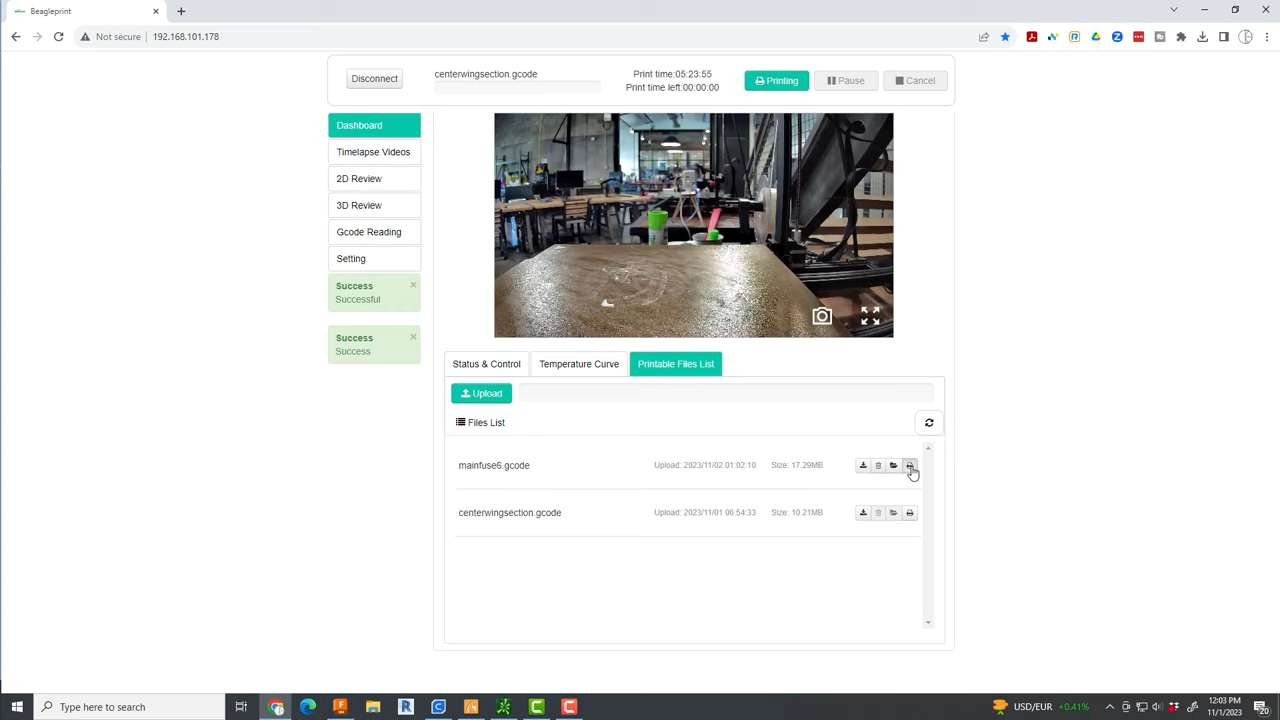 Beagleprint
Not secure
192.168.101.178
Disconnect
centerwingsection.gcode
Print time:05:23:55
Print time left:00:00:00
Printing
Pause
Cancel
Dashboard
Timelapse Videos
2D Review
3D Review
Gcode Reading
Setting
Success
Successful
Success
Success
Status & Control
Temperature Curve
Printable Files List
Upload
Files List
mainfuse6.gcode
Upload: 2023/11/02 01:02:10
Size: 17.29MB
centerwingsection.gcode
Upload: 2023/11/01 06:54:33
Size: 10.21MB
Type here to search
USD/EUR
+0.41%
12:03 PM
11/1/2023